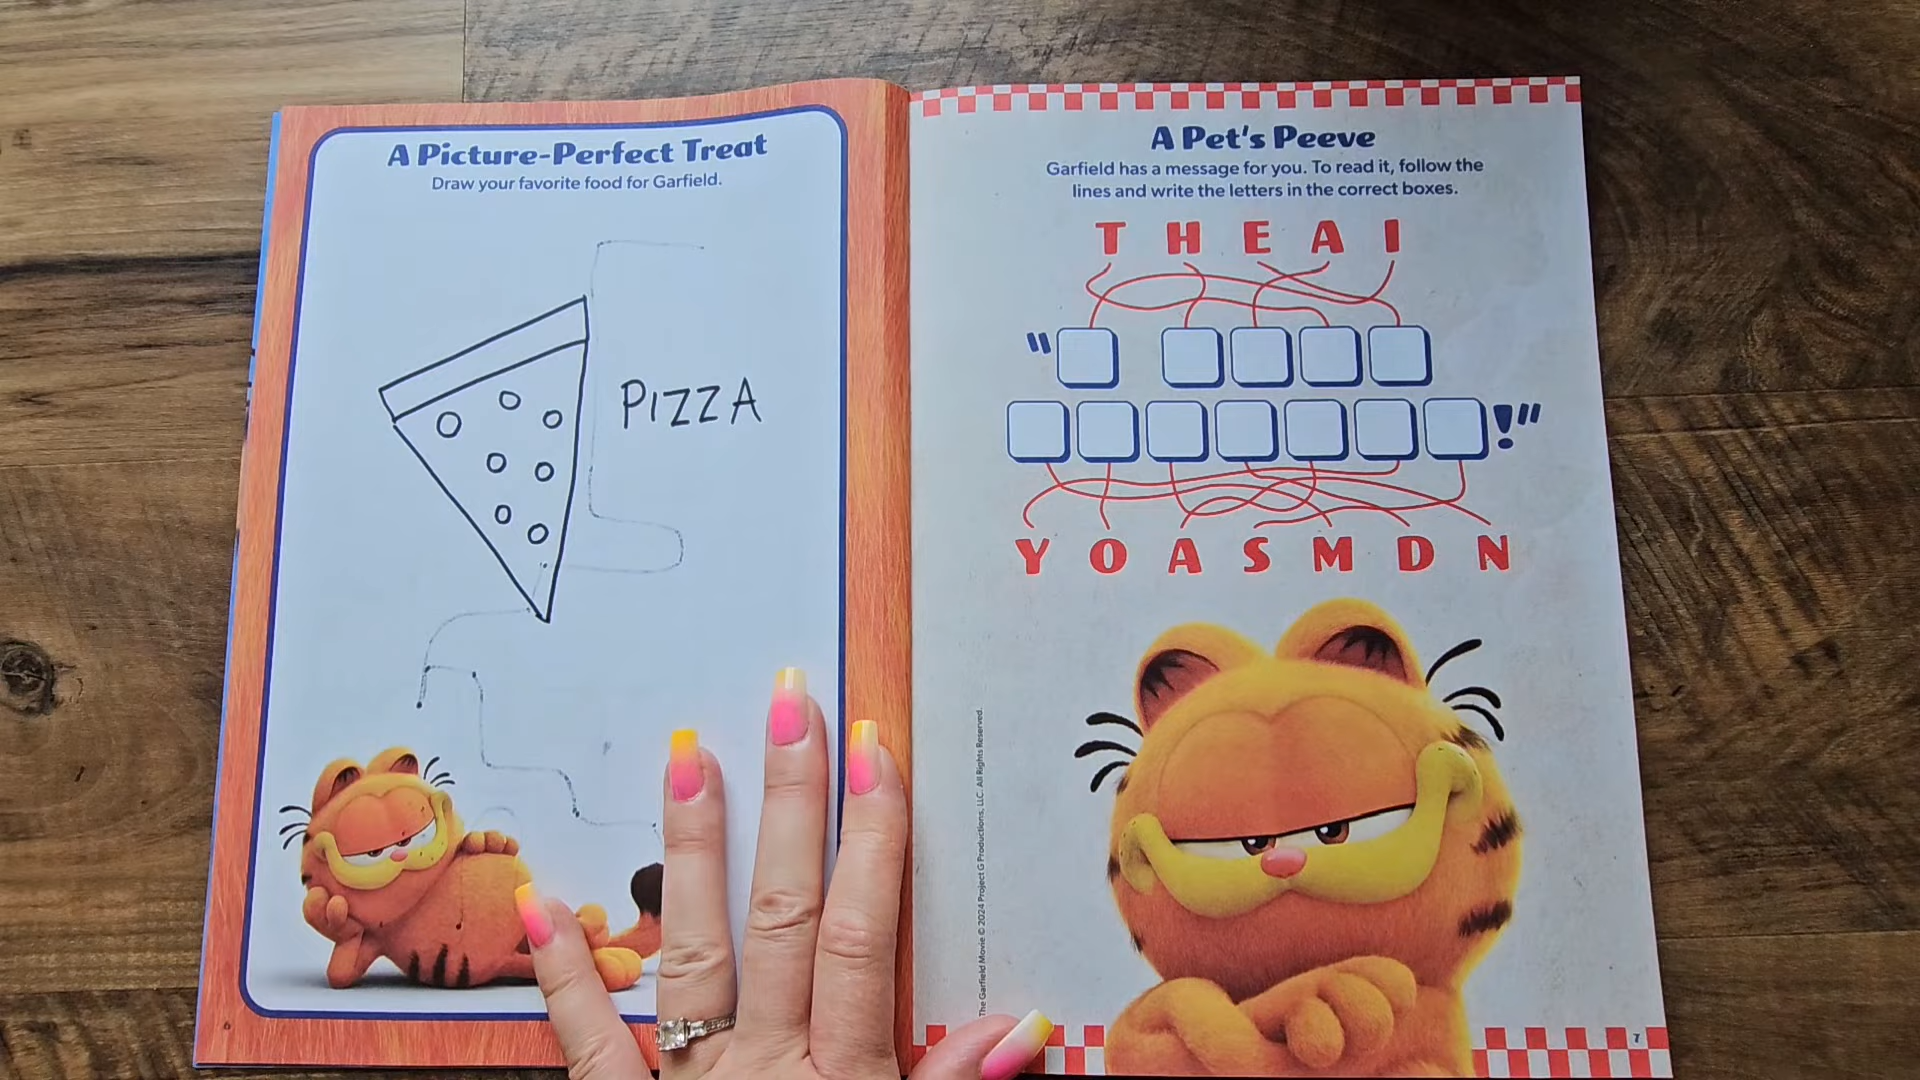 A Picture-Perfect Treat
Draw your favorite food for Garfield.
PIZZA
6
A Pet's Peeve
Garfield has a message for you. To read it, follow the
lines and write the letters in the correct boxes.
T H E A I
"
!"
Y O A S M D N
The Garfield Movie © 2024 Project G Productions, LLC. All Rights Reserved.
7